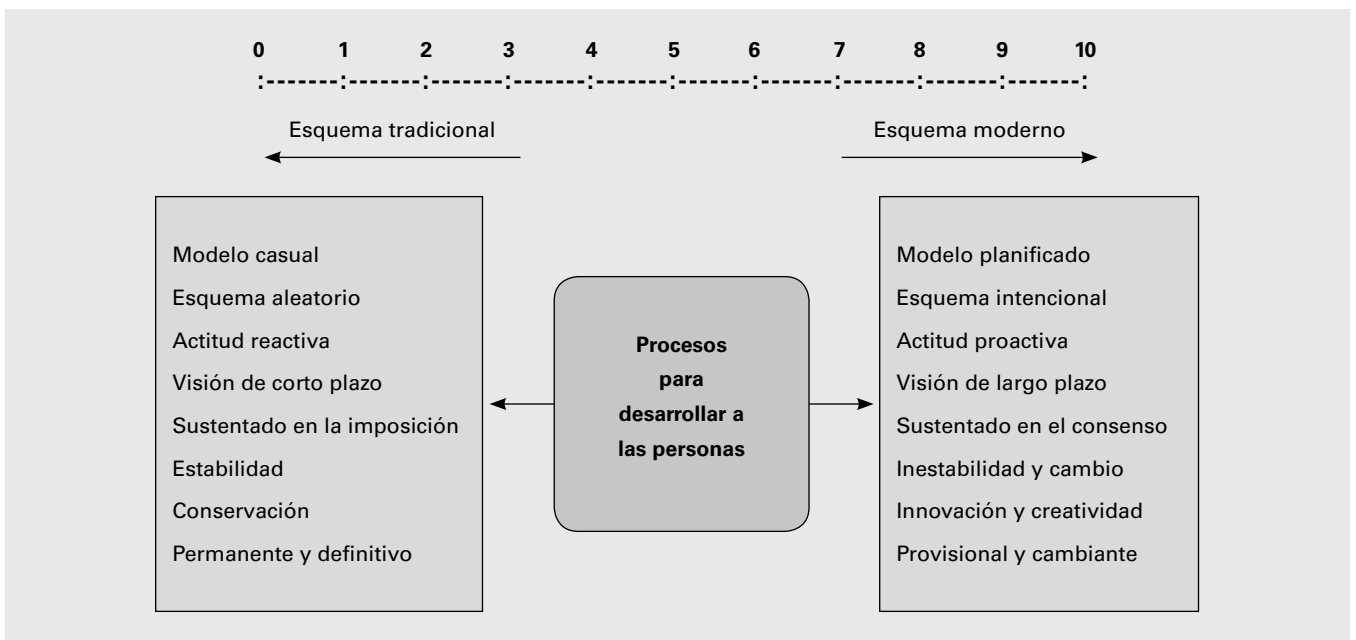 0 1 2 3 4 5 6 7 8 9 10
:-------:-------:-------:-------:-------:-------:-------:-------:-------:-------:
Esquema tradicional
Esquema moderno
Modelo casual
Esquema aleatorio
Actitud reactiva
Visión de corto plazo
Sustentado en la imposición
Estabilidad
Conservación
Permanente y definitivo
Procesos
para
desarrollar a
las personas
Modelo planificado
Esquema intencional
Actitud proactiva
Visión de largo plazo
Sustentado en el consenso
Inestabilidad y cambio
Innovación y creatividad
Provisional y cambiante